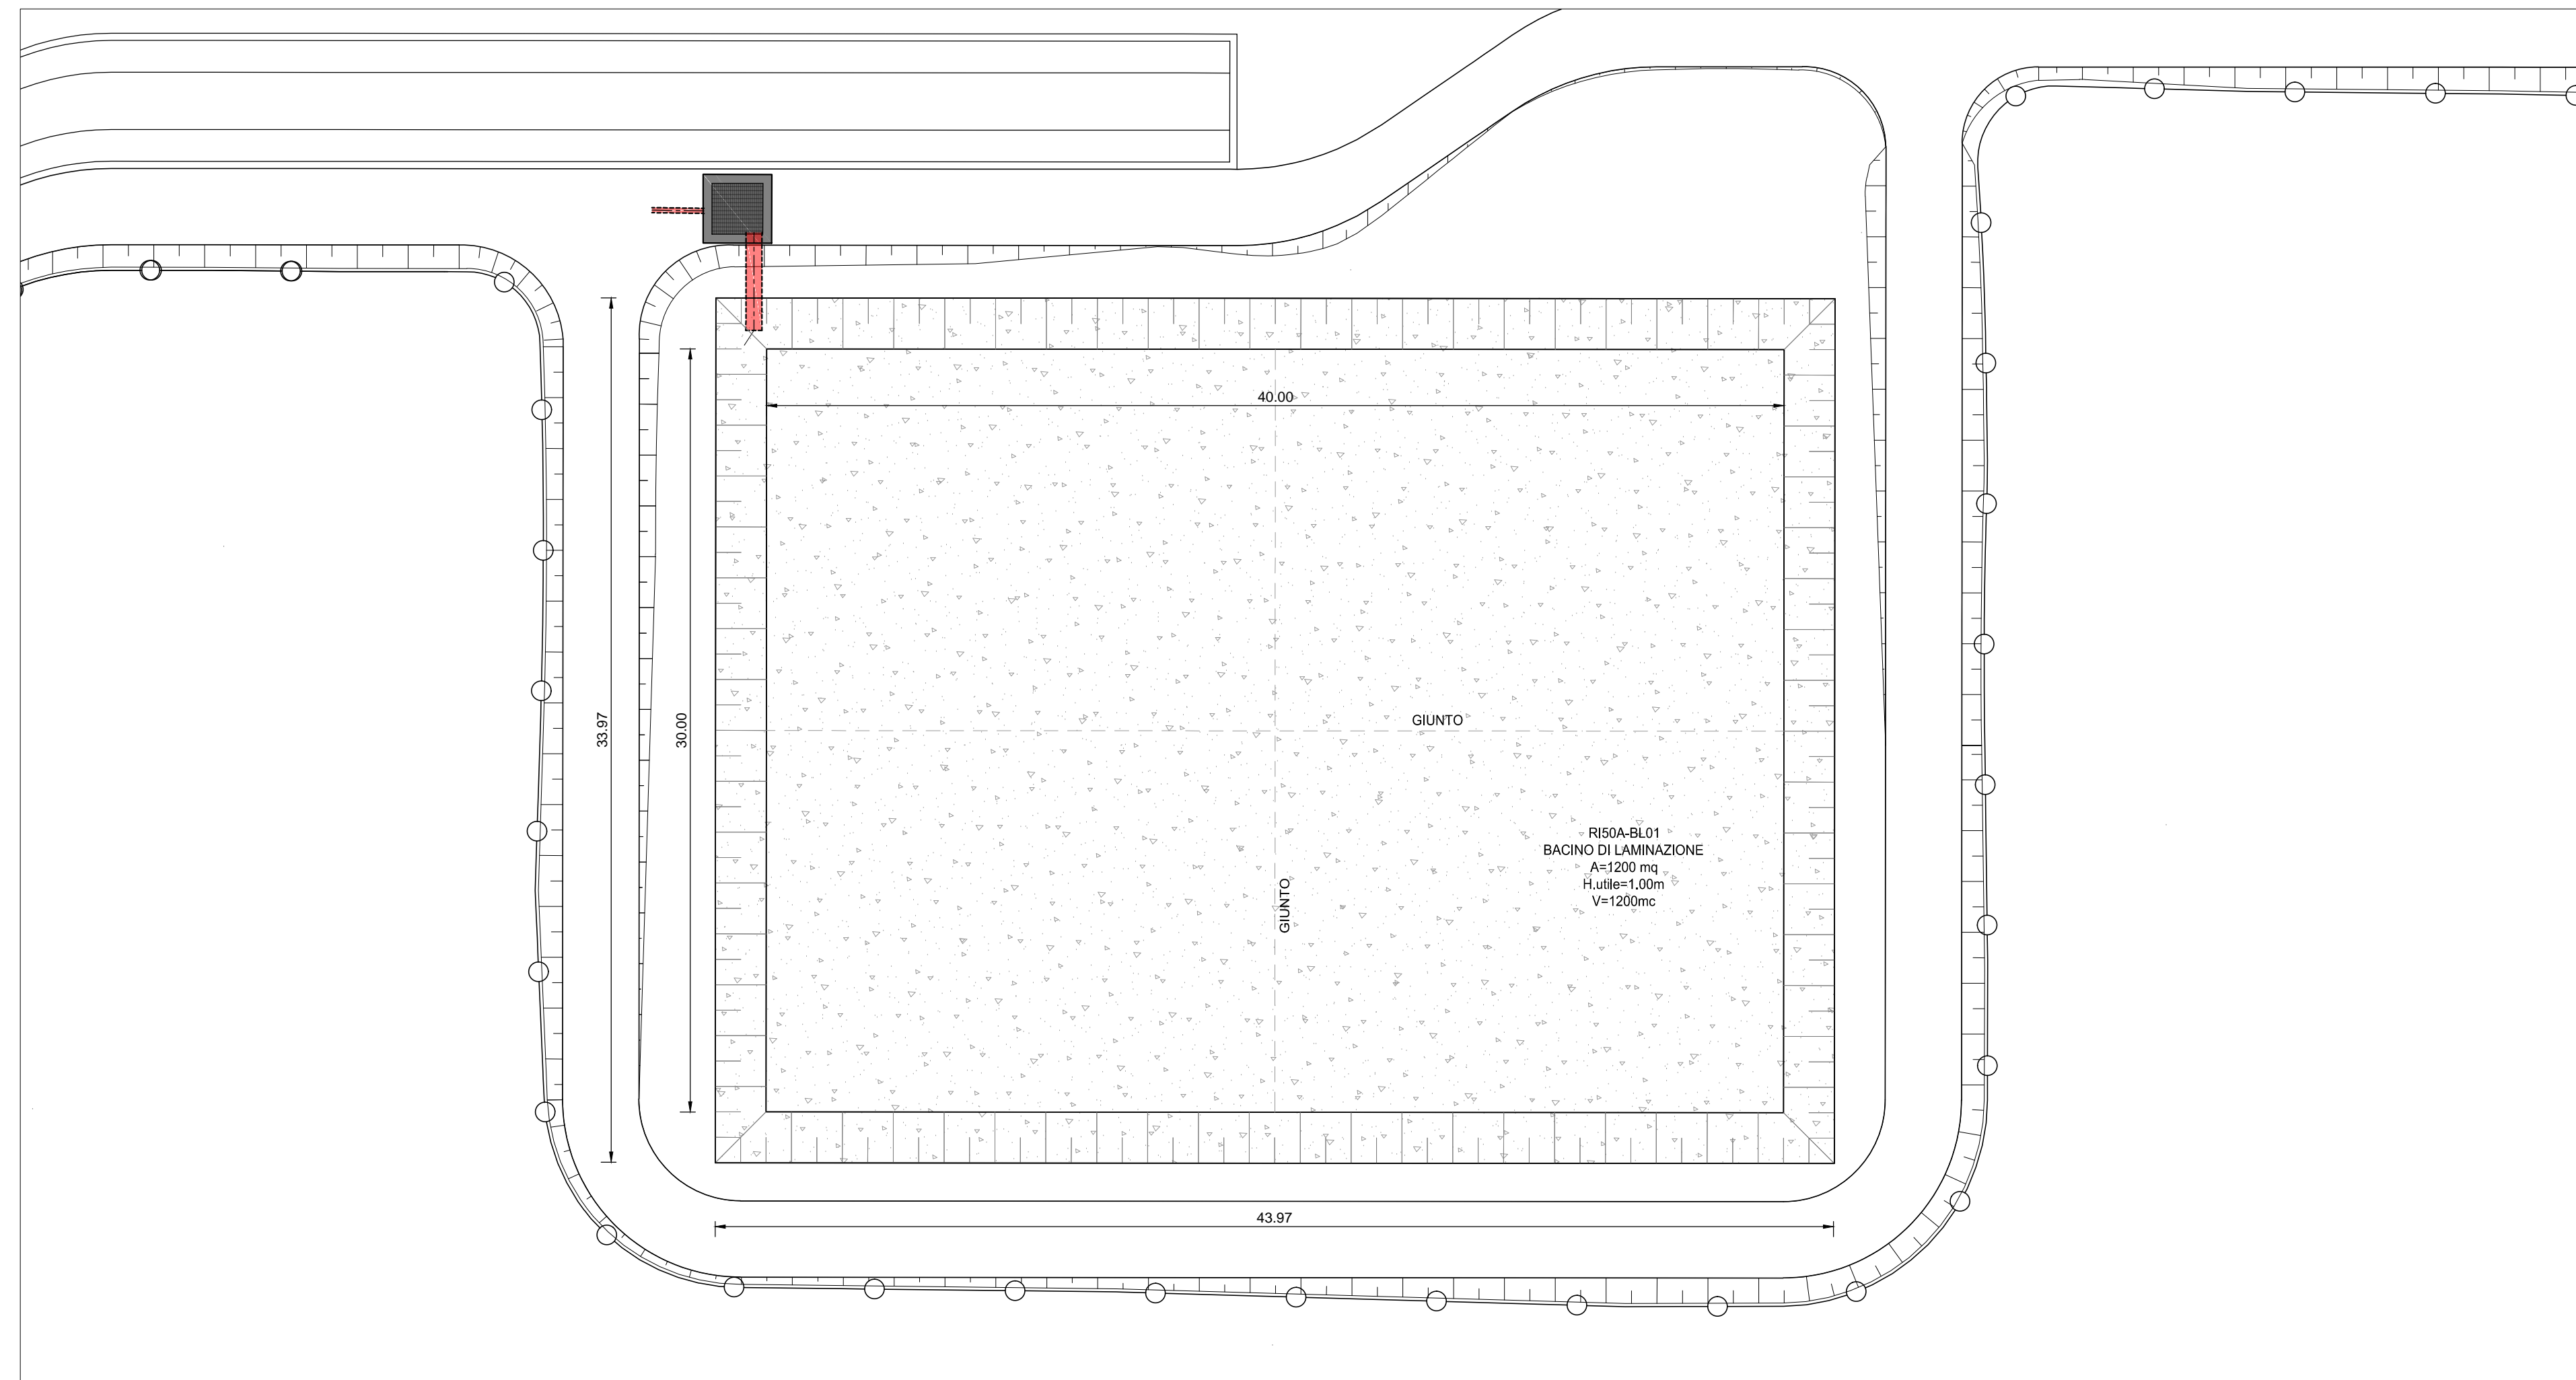 40.00
33.97
30.00
GIUNTO
GIUNTO
RI50A-BL01
BACINO DI LAMINAZIONE
A=1200 mq
H.utile=1,00m
V=1200mc
43.97